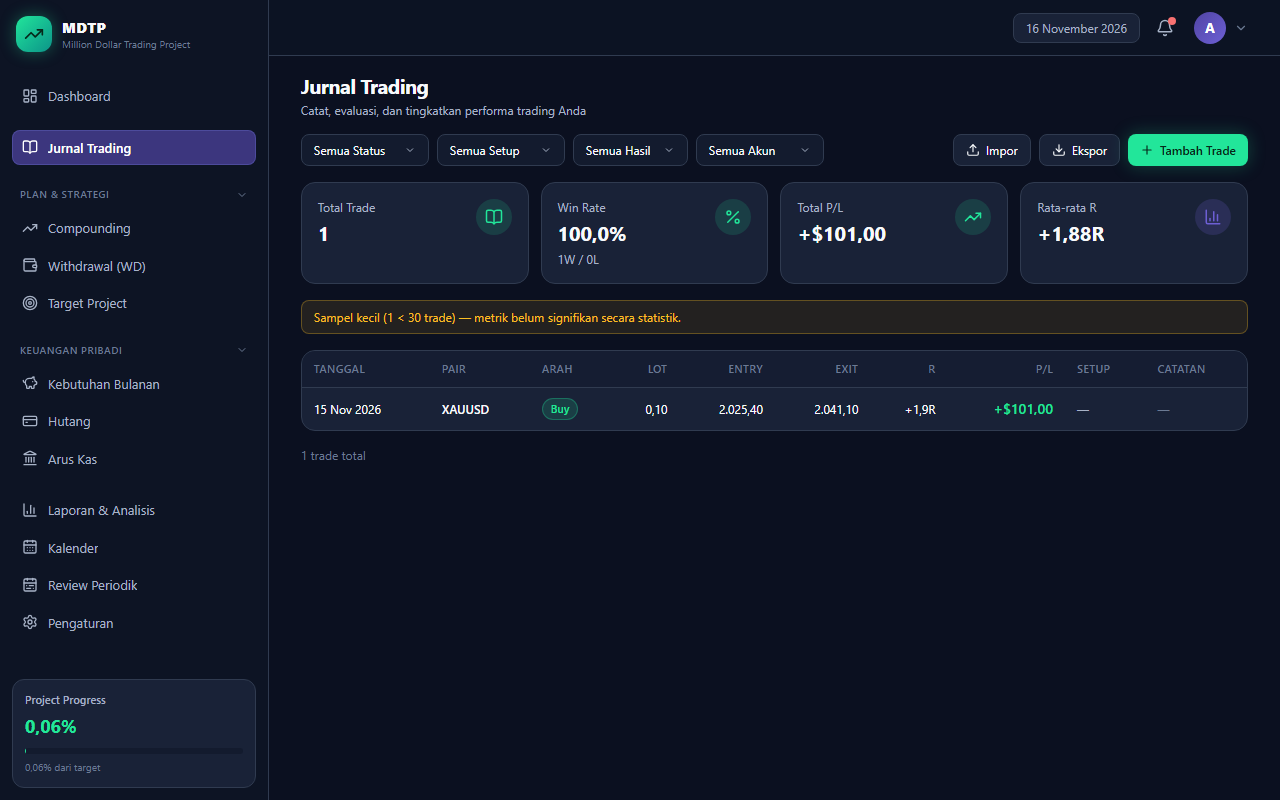 MDTP
Million Dollar Trading Project
Dashboard
Jurnal Trading
PLAN & STRATEGI
Compounding
Withdrawal (WD)
Target Project
KEUANGAN PRIBADI
Kebutuhan Bulanan
Hutang
Arus Kas
Laporan & Analisis
Kalender
Review Periodik
Pengaturan
Project Progress
0,06%
0,06% dari target
16 November 2026
A
Jurnal Trading
Catat, evaluasi, dan tingkatkan performa trading Anda
Semua Status Semua Setup Semua Hasil Semua Akun Impor Ekspor + Tambah Trade
Total Trade
1
Win Rate
100,0%
1W / 0L
Total P/L
+$101,00
Rata-rata R
+1,88R
Sampel kecil (1 < 30 trade) — metrik belum signifikan secara statistik.
TANGGAL PAIR ARAH LOT ENTRY EXIT R P/L SETUP CATATAN
15 Nov 2026 XAUUSD Buy 0,10 2.025,40 2.041,10 +1,9R +$101,00 — —
1 trade total